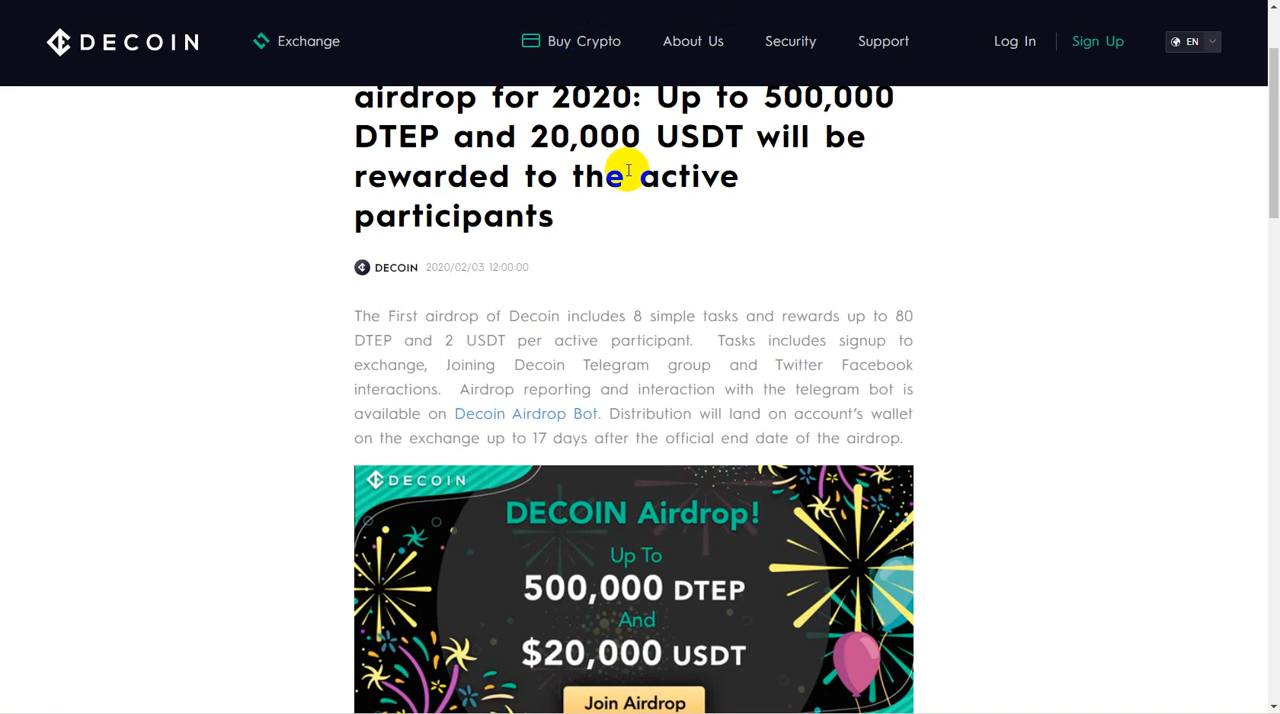 DECOIN Exchange Buy Crypto About Us Security Support Log In Sign Up EN
airdrop for 2020: Up to 500,000
DTEP and 20,000 USDT will be
rewarded to the active
participants
DECOIN 2020/02/03 12:00:00
The First airdrop of Decoin includes 8 simple tasks and rewards up to 80
DTEP and 2 USDT per active participant. Tasks includes signup to
exchange, Joining Decoin Telegram group and Twitter Facebook
interactions. Airdrop reporting and interaction with the telegram bot is
available on Decoin Airdrop Bot. Distribution will land on account's wallet
on the exchange up to 17 days after the official end date of the airdrop.
DECOIN
DECOIN Airdrop!
Up To
500,000 DTEP
And
$20,000 USDT
Join Airdrop